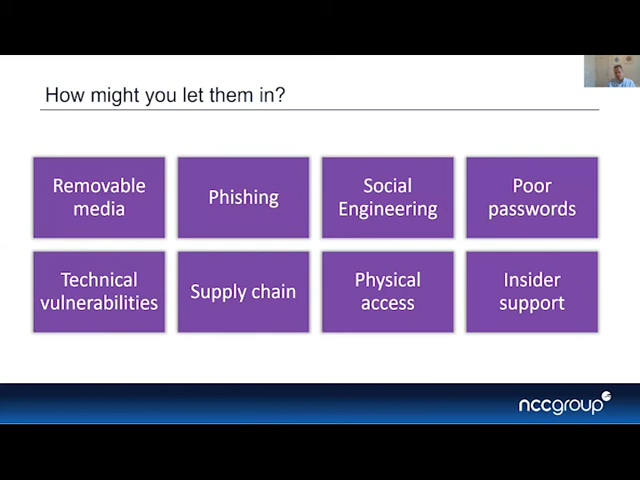 How might you let them in?
Removable
media
Phishing
Social
Engineering
Poor
passwords
Technical
vulnerabilities
Supply chain
Physical
access
Insider
support
nccgroup